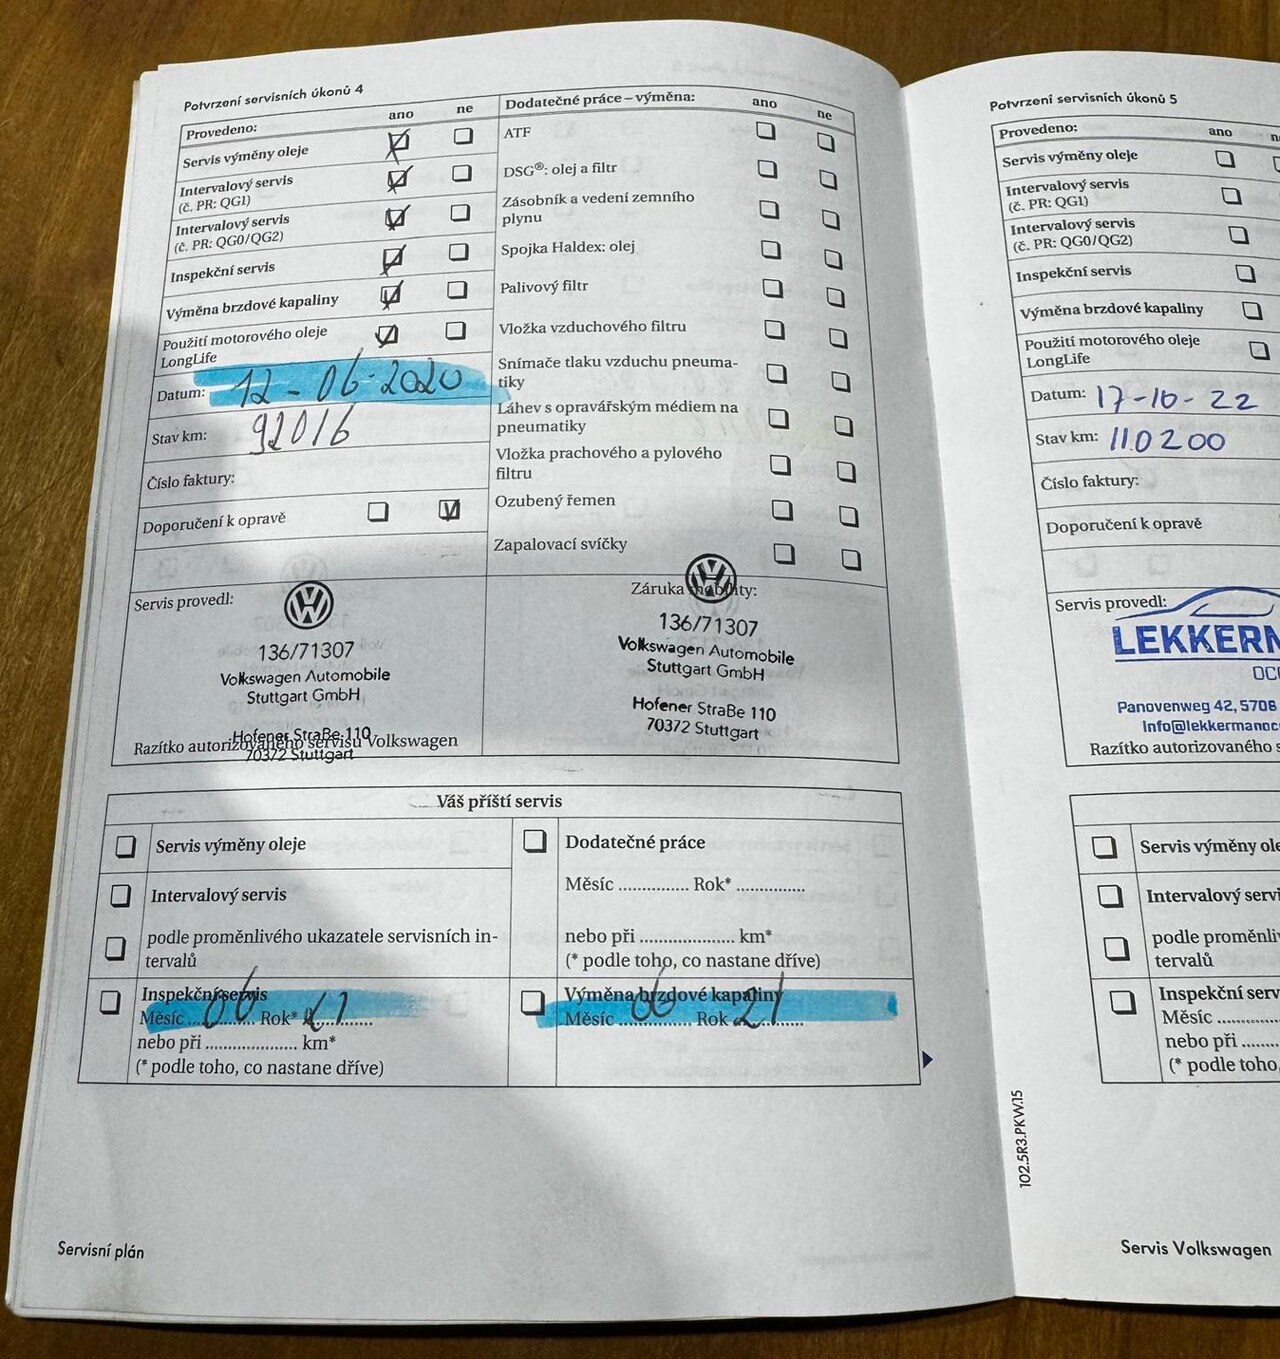 Potvrzení servisních úkonů 4
Provedeno: ano ne
Servis výměny oleje
Intervalový servis
(č. PR: QG1)
Intervalový servis
(č. PR: QG0/QG2)
Inspekční servis
Výměna brzdové kapaliny
Použití motorového oleje
LongLife
Datum: 12-06-2020
Stav km: 92016
Číslo faktury:
Doporučení k opravě
Dodatečné práce – výměna: ano ne
ATF
DSG®: olej a filtr
Zásobník a vedení zemního
plynu
Spojka Haldex: olej
Palivový filtr
Vložka vzduchového filtru
Snímače tlaku vzduchu pneuma-
tiky
Láhev s opravářským médiem na
pneumatiky
Vložka prachového a pylového
filtru
Ozubený řemen
Zapalovací svíčky
Servis provedl:
136/71307
Volkswagen Automobile
Stuttgart GmbH
Hofener StraBe 110
70372 Stuttgart
Razítko autorizovaného servisu Volkswagen
Záruka mobility:
136/71307
Volkswagen Automobile
Stuttgart GmbH
Hofener StraBe 110
70372 Stuttgart
Váš příští servis
Servis výměny oleje
Intervalový servis
podle proměnlivého ukazatele servisních in-
tervalů
Inspekční servis
Měsíc 06 Rok*
nebo při .................... km*
(* podle toho, co nastane dříve)
Dodatečné práce
Měsíc ............... Rok* ...............
nebo při .................... km*
(* podle toho, co nastane dříve)
Výměna brzdové kapaliny
Měsíc 06 Rok 21
Servisní plán
Potvrzení servisních úkonů 5
Provedeno: ano
Servis výměny oleje
Intervalový servis
(č. PR: QG1)
Intervalový servis
(č. PR: QG0/QG2)
Inspekční servis
Výměna brzdové kapaliny
Použití motorového oleje
LongLife
Datum: 17-10-22
Stav km: 110200
Číslo faktury:
Doporučení k opravě
Servis provedl:
LEKKERM
OCC
Panovenweg 42, 5708
Info@lekkermanoc
Razítko autorizovaného s
Servis výměny ole
Intervalový servi
podle proměnliv
tervalů
Inspekční serv
Měsíc
nebo při
(* podle toho,
102.5R3.PKW.15
Servis Volkswagen